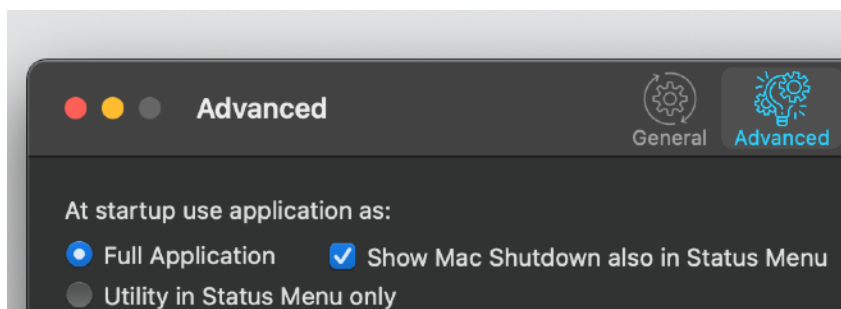 Advanced
General
Advanced
At startup use application as:
Full Application
Show Mac Shutdown also in Status Menu
Utility in Status Menu only